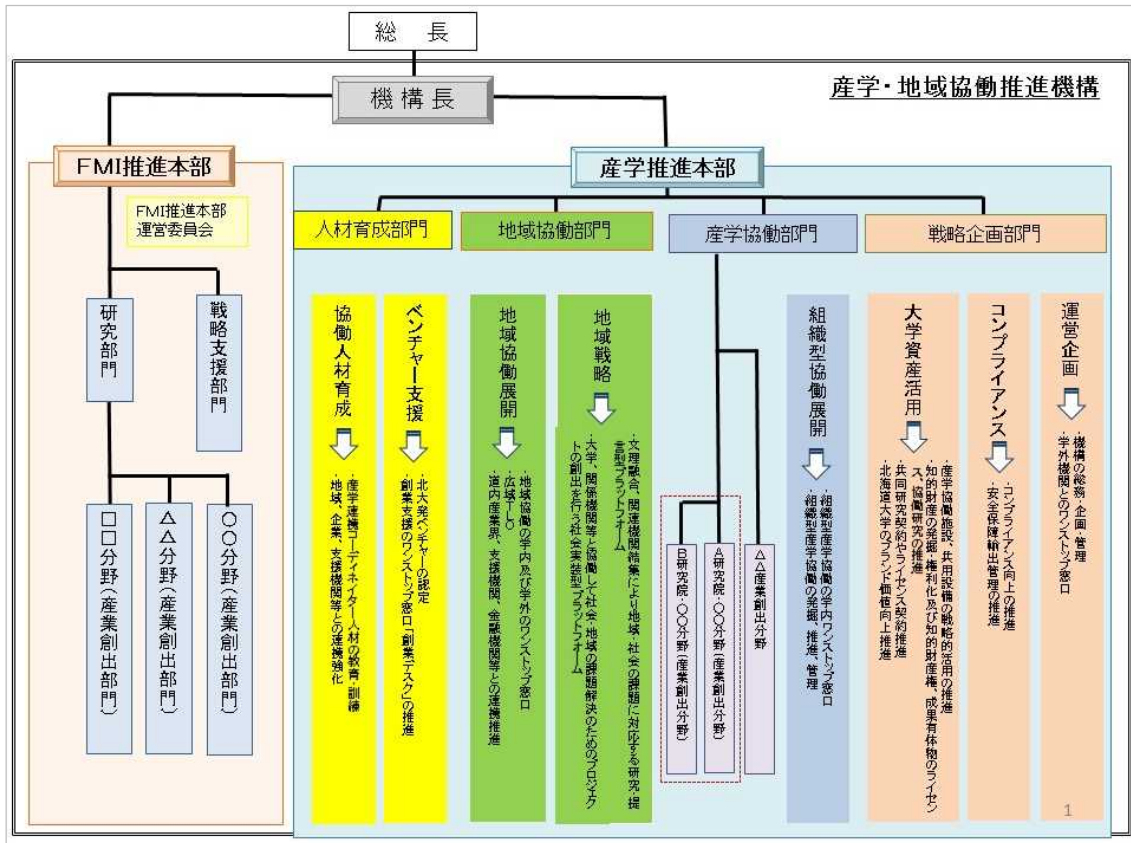 総　長
機構長
産学・地域協働推進機構
FMI推進本部
FMI推進本部
運営委員会
研究部門
戦略支援部門
□□分野(産業創出部門)
△△分野(産業創出部門)
○○分野(産業創出部門)
産学推進本部
人材育成部門
地域協働部門
産学協働部門
戦略企画部門
協働人材育成
・産学連携コーディネイター人材の教育・訓練
・地域、企業、支援機関等との連携強化
ベンチャー支援
・北大発ベンチャーの認定
・創業支援のワンストップ窓口「創業デスク」の推進
地域協働展開
・地域協働の学内及び学外のワンストップ窓口
・広域TLO
・道内産業界、支援機関、金融機関等との連携推進
地域戦略
・文理融合、関連機関結集により地域・社会の課題に対応する研究・提
言型プラットフォーム
・大学、関係機関等と協働して社会・地域の課題解決のためのプロジェク
トの創出を行う社会実装型プラットフォーム
B研究院・○○分野(産業創出分野)
A研究院・○○分野(産業創出分野)
△△産業創出分野
組織型協働展開
・組織型産学協働の学内ワンストップ窓口
・組織型産学協働の発掘、推進、管理
大学資産活用
・産学協働施設、共用設備の戦略的活用の推進
・知的財産の発掘・権利化及び知的財産権、成果有体物のライセン
ス、協働研究の推進
・共同研究契約やライセンス契約推進
・北海道大学のブランド価値向上推進
コンプライアンス
・コンプライアンス向上の推進
・安全保障輸出管理の推進
運営企画
・機構の総務・企画・管理
・学外機関とのワンストップ窓口
1